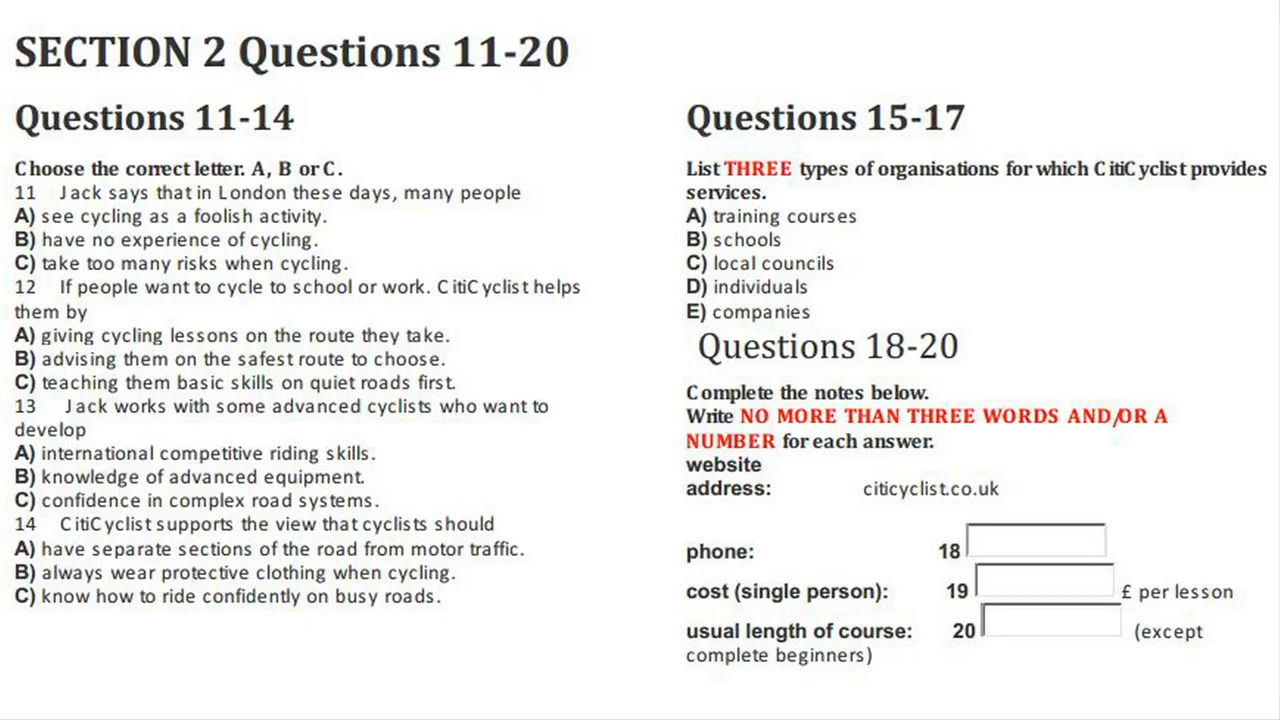 SECTION 2 Questions 11-20
Questions 11-14
Choose the correct letter. A, B or C.
11 Jack says that in London these days, many people
A) see cycling as a foolish activity.
B) have no experience of cycling.
C) take too many risks when cycling.
12 If people want to cycle to school or work. CitiCyclist helps
them by
A) giving cycling lessons on the route they take.
B) advising them on the safest route to choose.
C) teaching them basic skills on quiet roads first.
13 Jack works with some advanced cyclists who want to
develop
A) international competitive riding skills.
B) knowledge of advanced equipment.
C) confidence in complex road systems.
14 CitiCyclist supports the view that cyclists should
A) have separate sections of the road from motor traffic.
B) always wear protective clothing when cycling.
C) know how to ride confidently on busy roads.
Questions 15-17
List THREE types of organisations for which CitiCyclist provides
services.
A) training courses
B) schools
C) local councils
D) individuals
E) companies
Questions 18-20
Complete the notes below.
Write NO MORE THAN THREE WORDS AND/OR A
NUMBER for each answer.
website
address: citicyclist.co.uk
phone: 18
cost (single person): 19 £ per lesson
usual length of course: 20 (except
complete beginners)